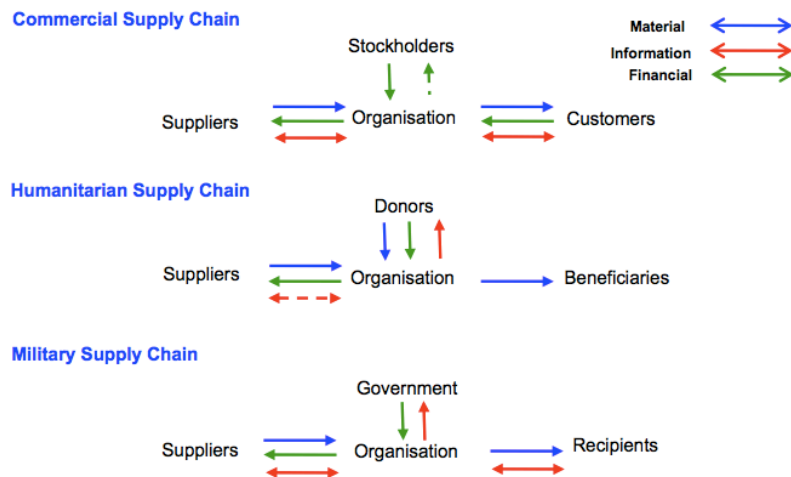 Commercial Supply Chain
Material
Information
Financial
Stockholders
Suppliers
Organisation
Customers
Humanitarian Supply Chain
Donors
Suppliers
Organisation
Beneficiaries
Military Supply Chain
Government
Suppliers
Organisation
Recipients